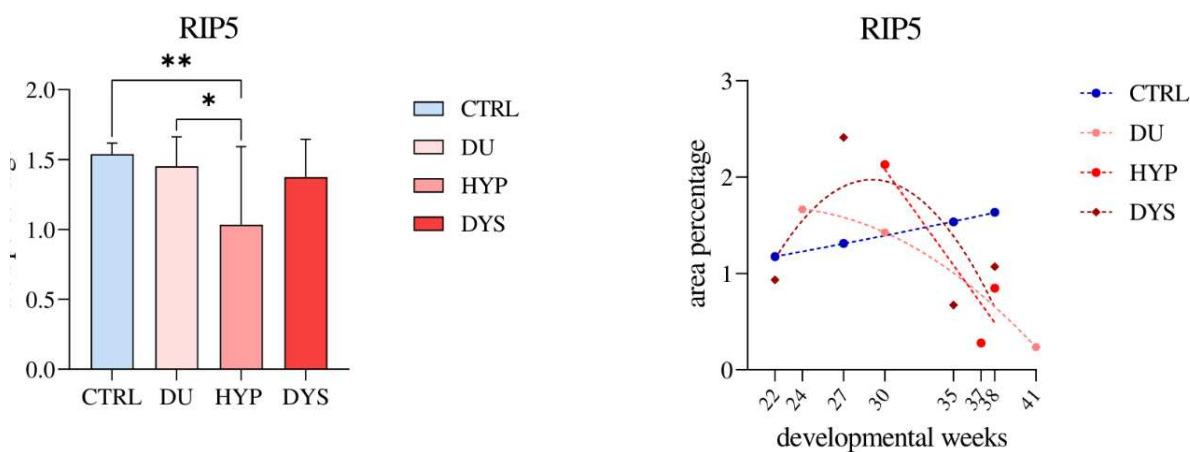 RIP5
**
*
2.0
1.5
1.0
0.5
0.0
CTRL DU HYP DYS
CTRL
DU
HYP
DYS
RIP5
area percentage
3
2
1
0
22 24 27 30 35 37 38 41
developmental weeks
CTRL
DU
HYP
DYS